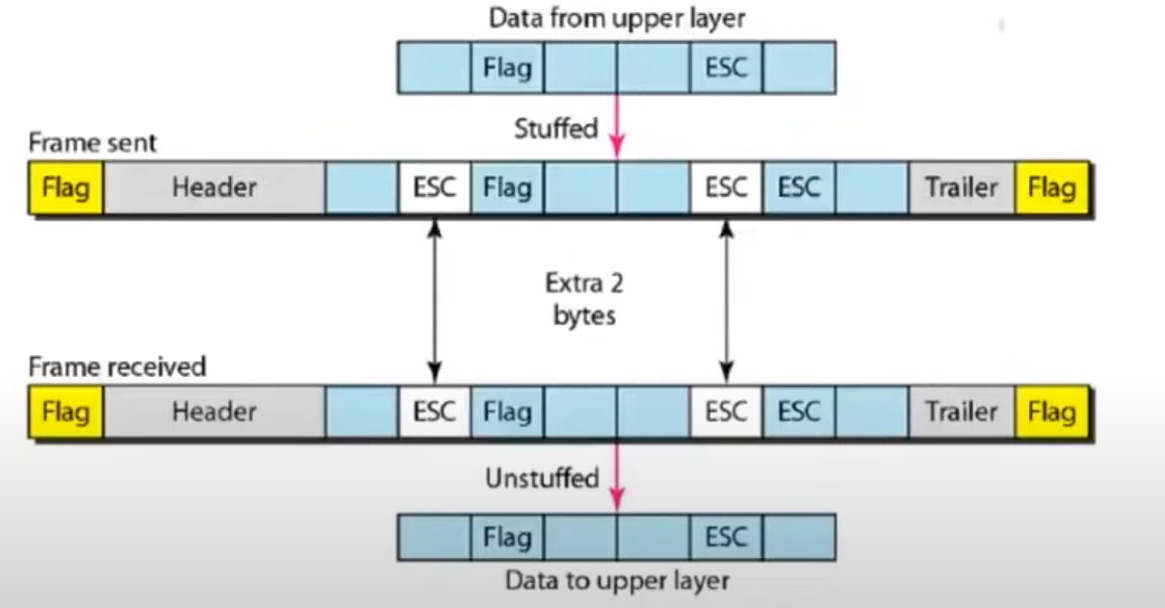 Data from upper layer
Flag ESC
Stuffed
Frame sent
Flag Header ESC Flag ESC ESC Trailer Flag
Extra 2
bytes
Frame received
Flag Header ESC Flag ESC ESC Trailer Flag
Unstuffed
Flag ESC
Data to upper layer